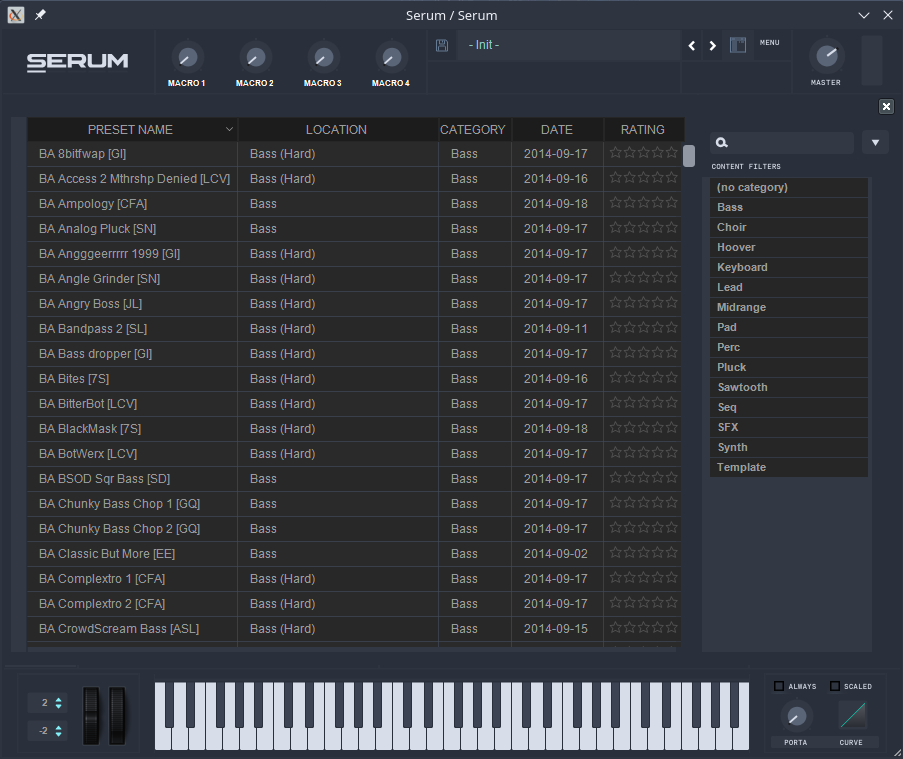 Serum / Serum
SERUM
MACRO 1 MACRO 2 MACRO 3 MACRO 4
- Init -
MENU
MASTER
PRESET NAME LOCATION CATEGORY DATE RATING
BA 8bitfwap [GI] Bass (Hard) Bass 2014-09-17
BA Access 2 Mthrshp Denied [LCV] Bass (Hard) Bass 2014-09-16
BA Ampology [CFA] Bass Bass 2014-09-18
BA Analog Pluck [SN] Bass Bass 2014-09-17
BA Angggeerrrrr 1999 [GI] Bass (Hard) Bass 2014-09-17
BA Angle Grinder [SN] Bass (Hard) Bass 2014-09-17
BA Angry Boss [JL] Bass (Hard) Bass 2014-09-17
BA Bandpass 2 [SL] Bass (Hard) Bass 2014-09-11
BA Bass dropper [GI] Bass (Hard) Bass 2014-09-17
BA Bites [7S] Bass (Hard) Bass 2014-09-16
BA BitterBot [LCV] Bass (Hard) Bass 2014-09-17
BA BlackMask [7S] Bass (Hard) Bass 2014-09-18
BA BotWerx [LCV] Bass (Hard) Bass 2014-09-17
BA BSOD Sqr Bass [SD] Bass Bass 2014-09-17
BA Chunky Bass Chop 1 [GQ] Bass Bass 2014-09-17
BA Chunky Bass Chop 2 [GQ] Bass Bass 2014-09-17
BA Classic But More [EE] Bass Bass 2014-09-02
BA Complextro 1 [CFA] Bass (Hard) Bass 2014-09-17
BA Complextro 2 [CFA] Bass (Hard) Bass 2014-09-17
BA CrowdScream Bass [ASL] Bass (Hard) Bass 2014-09-15
CONTENT FILTERS
(no category)
Bass
Choir
Hoover
Keyboard
Lead
Midrange
Pad
Perc
Pluck
Sawtooth
Seq
SFX
Synth
Template
2
-2
ALWAYS SCALED
PORTA CURVE